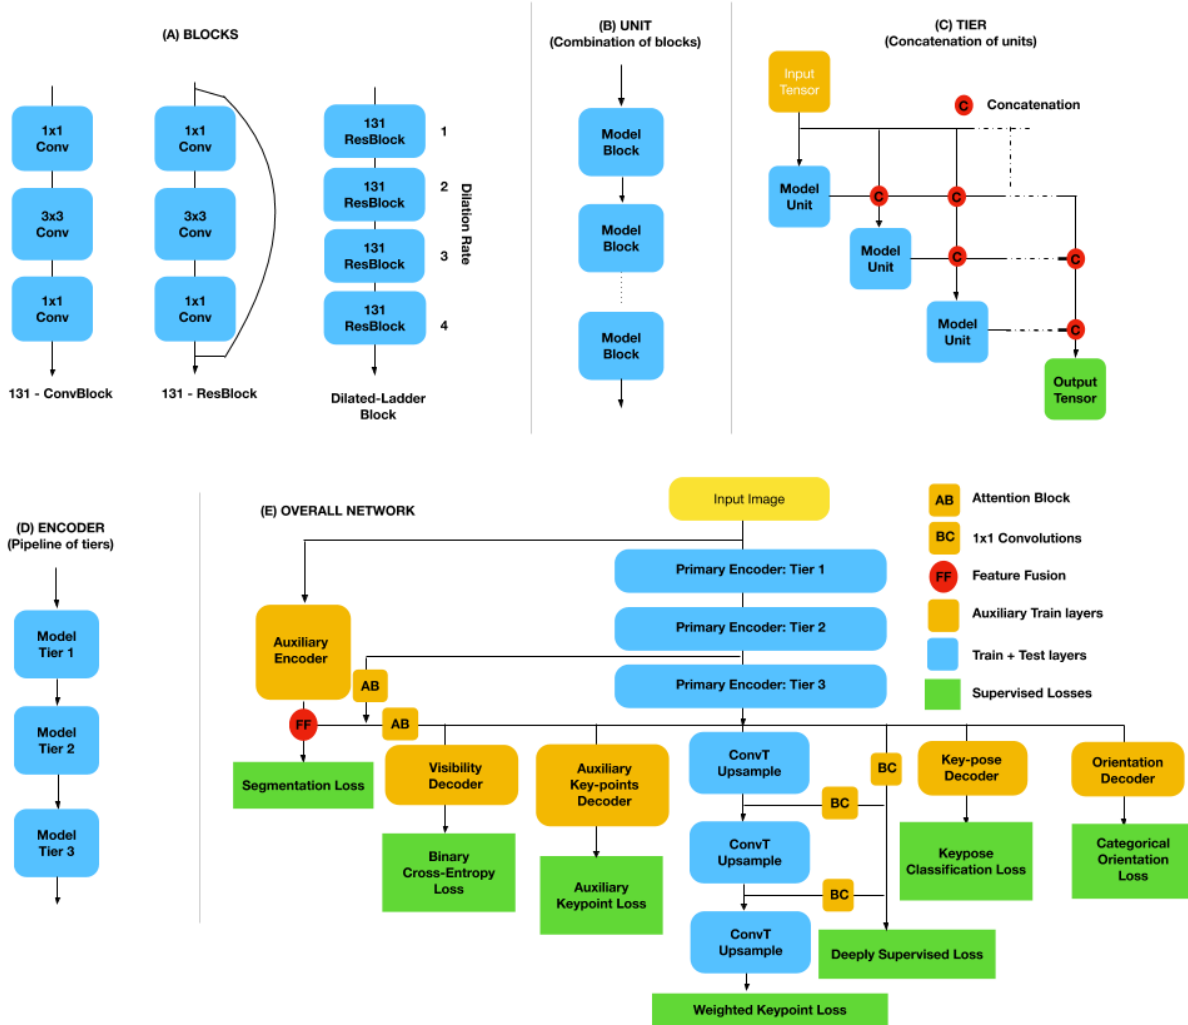 (A) BLOCKS
1x1
Conv
3x3
Conv
1x1
Conv
131 - ConvBlock
1x1
Conv
3x3
Conv
1x1
Conv
131 - ResBlock
131
ResBlock
1
131
ResBlock
2
131
ResBlock
3
131
ResBlock
4
Dilation Rate
Dilated-Ladder
Block
(B) UNIT
(Combination of blocks)
Model
Block
Model
Block
Model
Block
(C) TIER
(Concatenation of units)
Input
Tensor
C Concatenation
Model
Unit
C
C
Model
Unit
C
C
Model
Unit
C
Output
Tensor
(D) ENCODER
(Pipeline of tiers)
Model
Tier 1
Model
Tier 2
Model
Tier 3
(E) OVERALL NETWORK
Input Image
Primary Encoder: Tier 1
Primary Encoder: Tier 2
Primary Encoder: Tier 3
Auxiliary
Encoder
AB
FF
AB
Segmentation Loss
Visibility
Decoder
Binary
Cross-Entropy
Loss
Auxiliary
Key-points
Decoder
Auxiliary
Keypoint Loss
ConvT
Upsample
BC
BC
ConvT
Upsample
BC
ConvT
Upsample
Weighted Keypoint Loss
Deeply Supervised Loss
Key-pose
Decoder
Keypose
Classification Loss
Orientation
Decoder
Categorical
Orientation
Loss
AB Attention Block
BC 1x1 Convolutions
FF Feature Fusion
Auxiliary Train layers
Train + Test layers
Supervised Losses